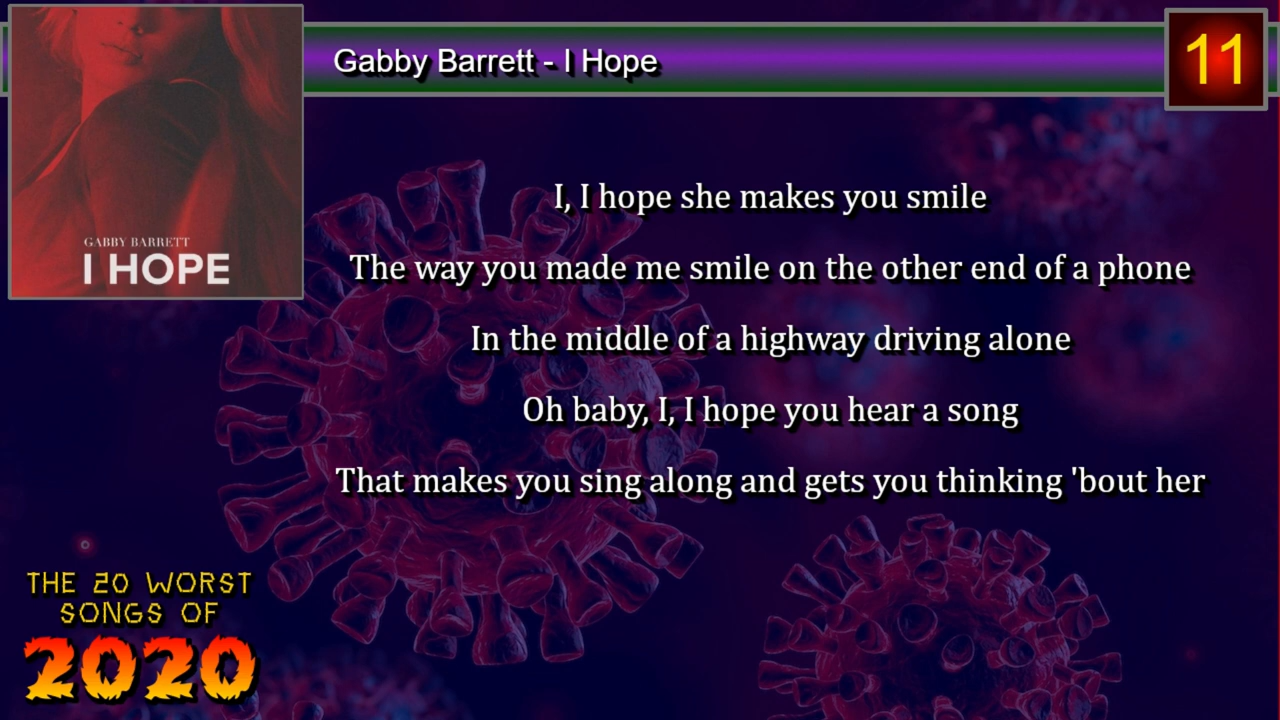 Gabby Barrett - I Hope
11
GABBY BARRETT
I HOPE
I, I hope she makes you smile
The way you made me smile on the other end of a phone
In the middle of a highway driving alone
Oh baby, I, I hope you hear a song
That makes you sing along and gets you thinking 'bout her
THE 20 WORST
SONGS OF
2020